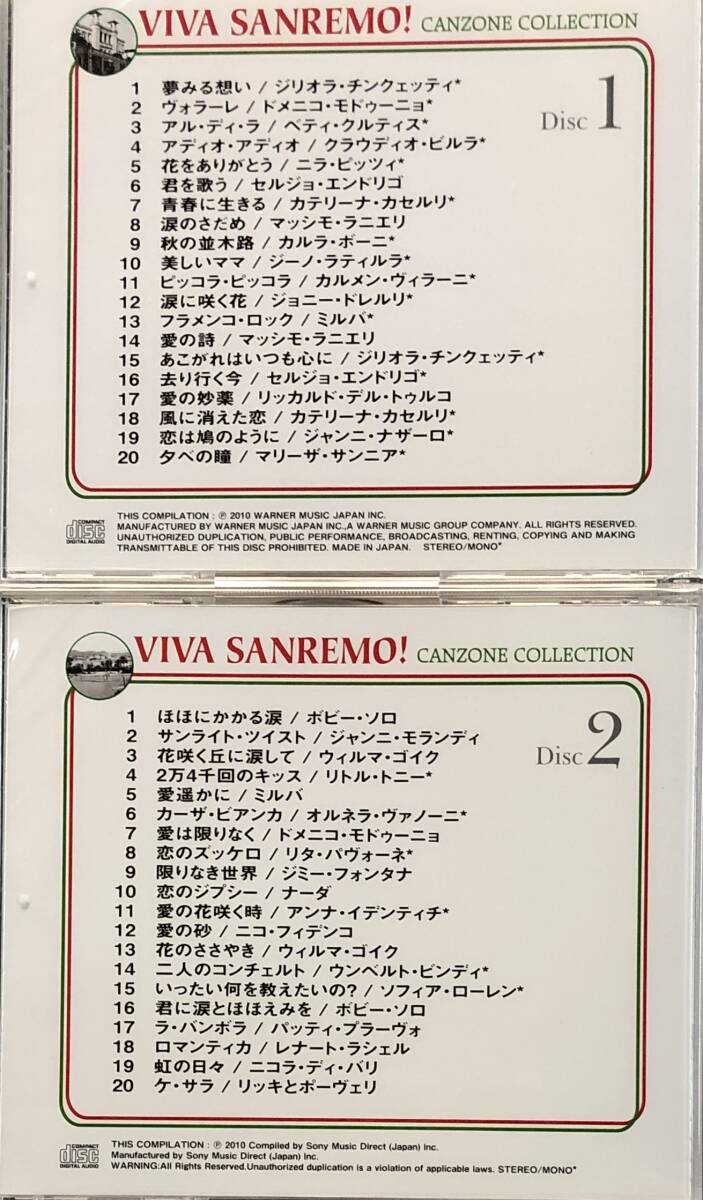 VIVA SANREMO! CANZONE COLLECTION
Disc 1
1 夢みる想い / ジリオラ・チンクェッティ*
2 ヴォラーレ / ドメニコ・モドゥーニョ*
3 アル・ディ・ラ / ベティ・クルティス*
4 アディオ・アディオ / クラウディオ・ビルラ*
5 花をありがとう / ニラ・ピッツィ*
6 君を歌う / セルジョ・エンドリゴ
7 青春に生きる / カテリーナ・カセルリ*
8 涙のさだめ / マッシモ・ラニエリ
9 秋の並木路 / カルラ・ボーニ*
10 美しいママ / ジーノ・ラティルラ*
11 ピッコラ・ピッコラ / カルメン・ヴィラーニ*
12 涙に咲く花 / ジョニー・ドレルリ*
13 フラメンコ・ロック / ミルバ*
14 愛の詩 / マッシモ・ラニエリ
15 あこがれはいつも心に / ジリオラ・チンクェッティ*
16 去り行く今 / セルジオ・エンドリゴ*
17 愛の妙薬 / リッカルド・デル・トゥルコ
18 風に消えた恋 / カテリーナ・カセルリ*
19 恋は鳩のように / ジャンニ・ナザーロ*
20 夕べの瞳 / マリーザ・サンニア*
COMPACT
disc
DIGITAL AUDIO
THIS COMPILATION : ℗ 2010 WARNER MUSIC JAPAN INC.
MANUFACTURED BY WARNER MUSIC JAPAN INC.,A WARNER MUSIC GROUP COMPANY. ALL RIGHTS RESERVED.
UNAUTHORIZED DUPLICATION, PUBLIC PERFORMANCE, BROADCASTING, RENTING, COPYING AND MAKING
TRANSMITTABLE OF THIS DISC PROHIBITED. MADE IN JAPAN. STEREO/MONO*
VIVA SANREMO! CANZONE COLLECTION
Disc 2
1 ほほにかかる涙 / ボビー・ソロ
2 サンライト・ツイスト / ジャンニ・モランディ
3 花咲く丘に涙して / ウィルマ・ゴイク
4 2万4千回のキッス / リトル・トニー*
5 愛遥かに / ミルバ
6 カーザ・ビアンカ / オルネラ・ヴァノーニ*
7 愛は限りなく / ドメニコ・モドゥーニョ
8 恋のズッケロ / リタ・パヴォーネ*
9 限りなき世界 / ジミー・フォンタナ
10 恋のジプシー / ナーダ
11 愛の花咲く時 / アンナ・イデンティチ*
12 愛の砂 / ニコ・フィデンコ
13 花のささやき / ウィルマ・ゴイク
14 二人のコンチェルト / ウンベルト・ビンディ*
15 いったい何を教えたいの? / ソフィア・ローレン*
16 君に涙とほほえみを / ボビー・ソロ
17 ラ・バンボラ / パッティ・プラーヴォ
18 ロマンティカ / レナート・ラシェル
19 虹の日々 / ニコラ・ディ・バリ
20 ケ・サラ / リッキとポーヴェリ
COMPACT
disc
DIGITAL AUDIO
THIS COMPILATION : ℗ 2010 Compiled by Sony Music Direct (Japan) Inc.
Manufactured by Sony Music Direct (Japan) Inc.
WARNING:All Rights Reserved.Unauthorized duplication is a violation of applicable laws. STEREO/MONO*